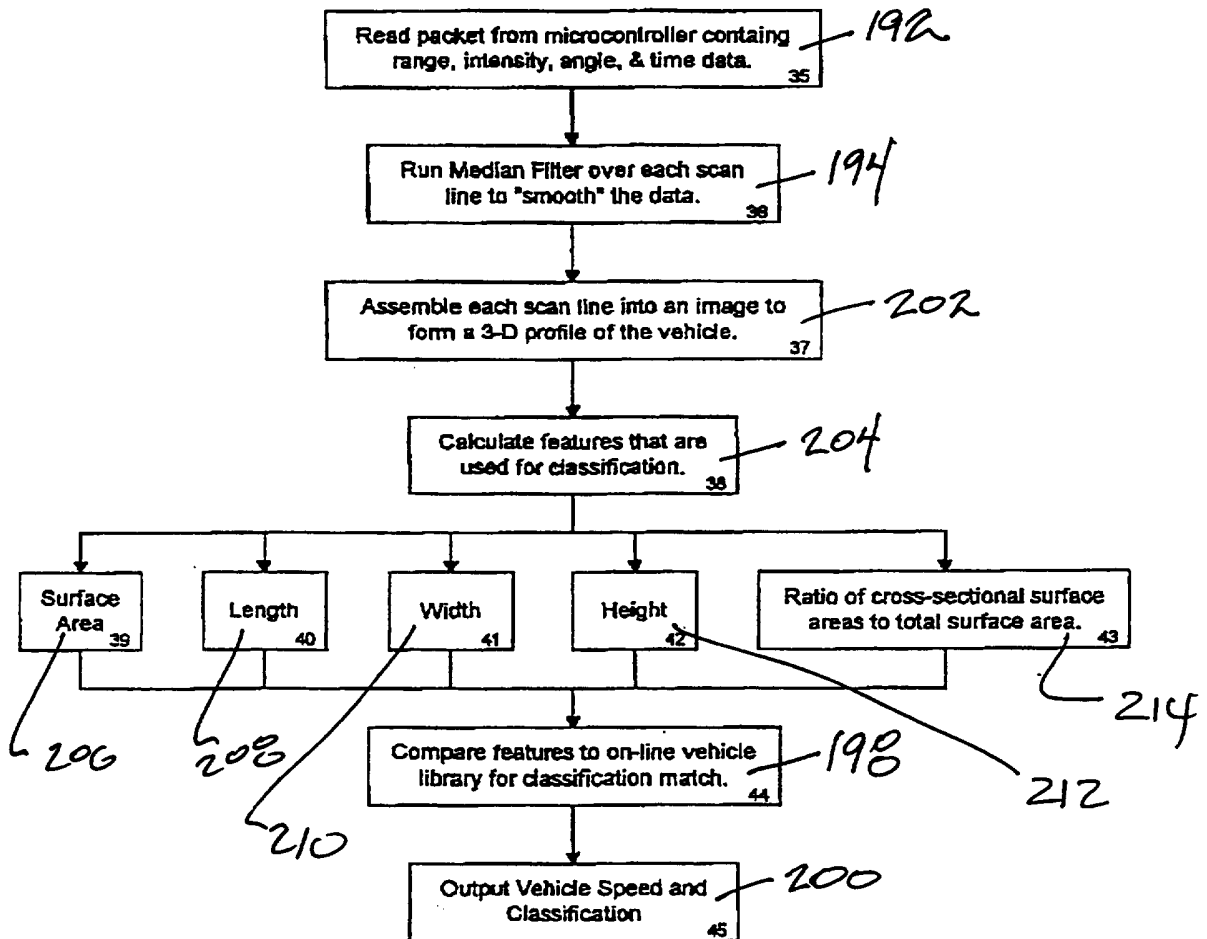 Read packet from microcontroller containg
range, intensity, angle, & time data.
35
192
Run Median Filter over each scan
line to "smooth" the data.
36
194
Assemble each scan line into an image to
form a 3-D profile of the vehicle.
37
202
Calculate features that are
used for classification.
38
204
Surface
Area
39
Length
40
Width
41
Height
42
Ratio of cross-sectional surface
areas to total surface area.
43
206
208
210
212
214
Compare features to on-line vehicle
library for classification match.
44
198
Output Vehicle Speed and
Classification
45
200